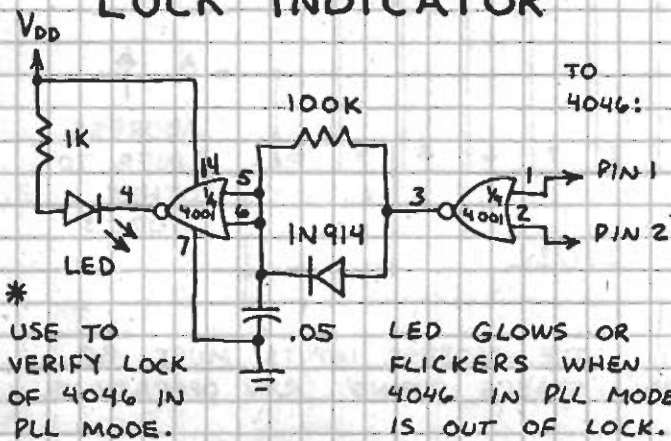 LOCK INDICATOR
VDD
TO
4046:
100K
1K
14
5
1
PIN 1
4
1/4
4001
6
3
1/4
4001
2
PIN 2
7
1N914
LED
*
USE TO
VERIFY LOCK
OF 4046 IN
PLL MODE.
.05
LED GLOWS OR
FLICKERS WHEN
4046 IN PLL MODE
IS OUT OF LOCK.